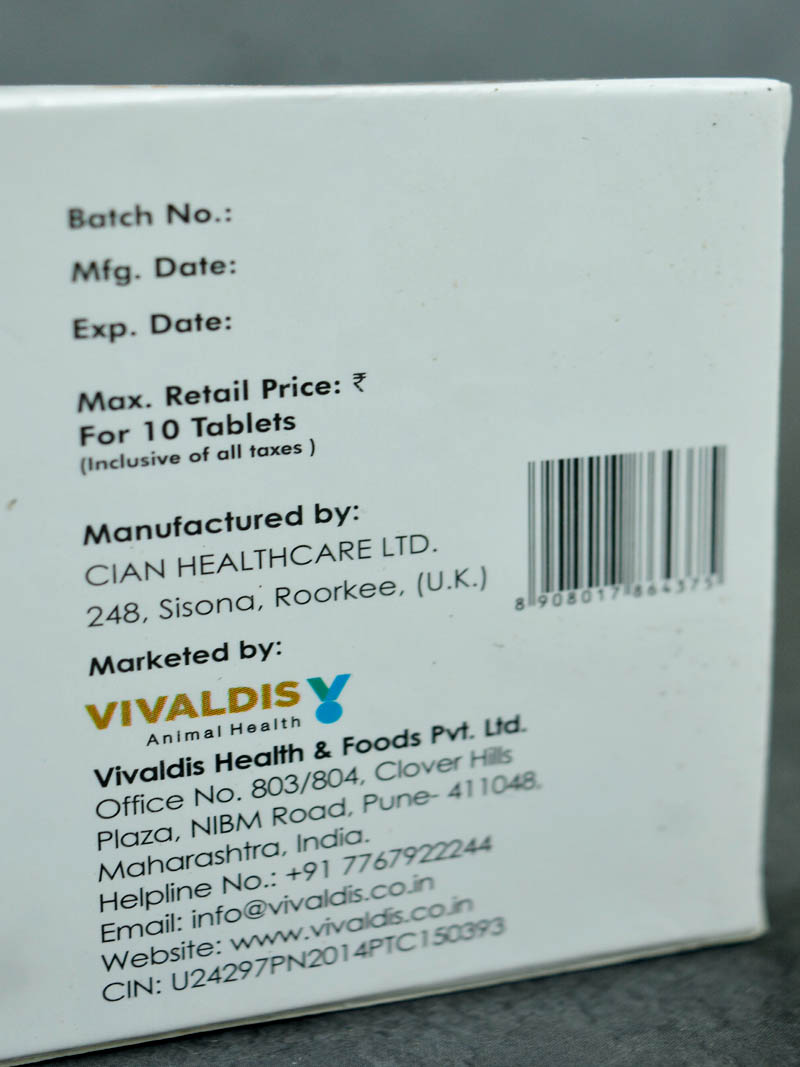 Batch No.:
Mfg. Date:
Exp. Date:
Max. Retail Price: ₹
For 10 Tablets
(Inclusive of all taxes )
Manufactured by:
CIAN HEALTHCARE LTD.
248, Sisona, Roorkee, (U.K.)
8 908017 864375
Marketed by:
VIVALDIS
Animal Health
Vivaldis Health & Foods Pvt. Ltd.
Office No. 803/804, Clover Hills
Plaza, NIBM Road, Pune- 411048.
Maharashtra, India.
Helpline No.: +91 7767922244
Email: info@vivaldis.co.in
Website: www.vivaldis.co.in
CIN: U24297PN2014PTC150393